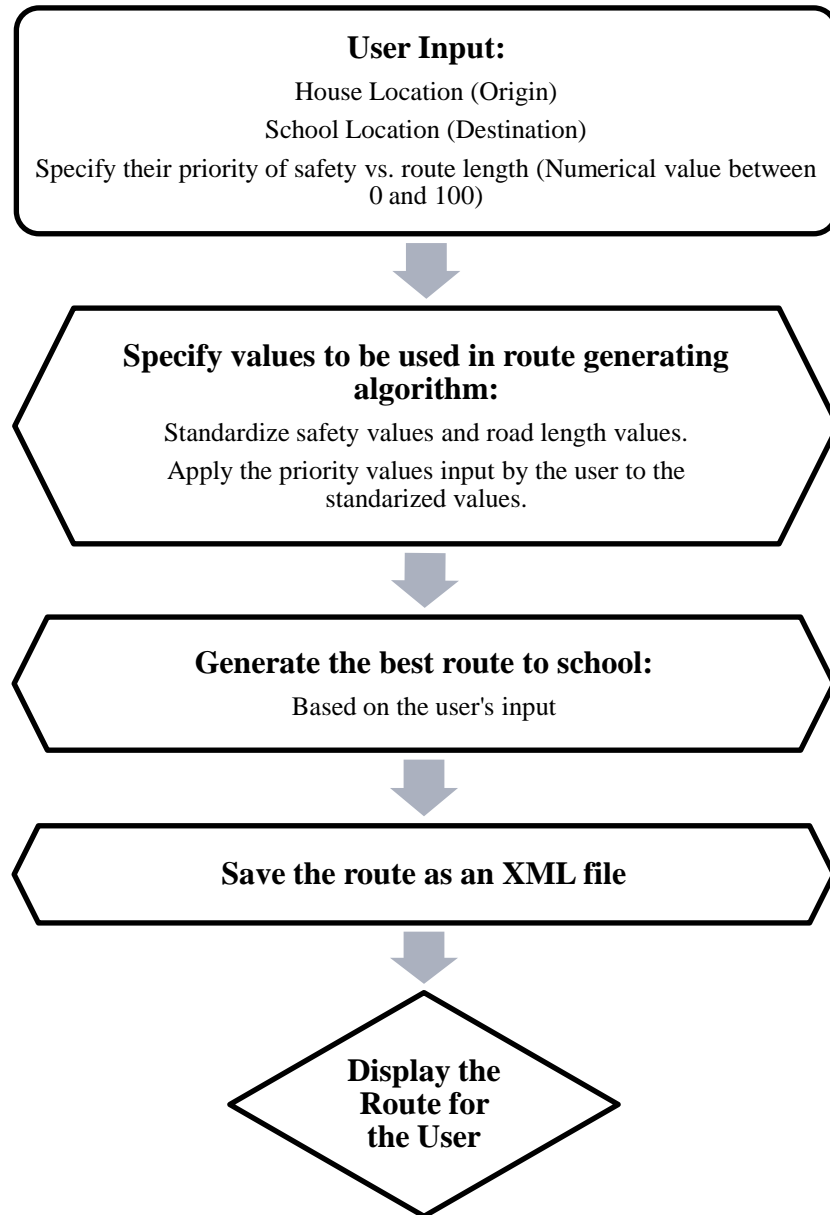 User Input:
House Location (Origin)
School Location (Destination)
Specify their priority of safety vs. route length (Numerical value between
0 and 100)
Specify values to be used in route generating
algorithm:
Standardize safety values and road length values.
Apply the priority values input by the user to the
standarized values.
Generate the best route to school:
Based on the user's input
Save the route as an XML file
Display the
Route for
the User